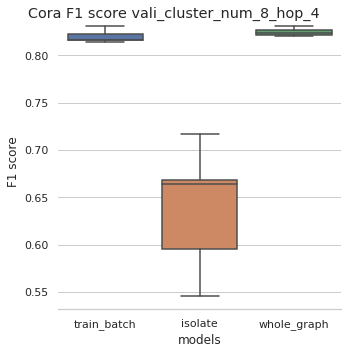 Cora F1 score vali_cluster_num_8_hop_4
0.80
0.75
0.70
0.65
0.60
0.55
F1 score
train_batch
isolate
whole_graph
models